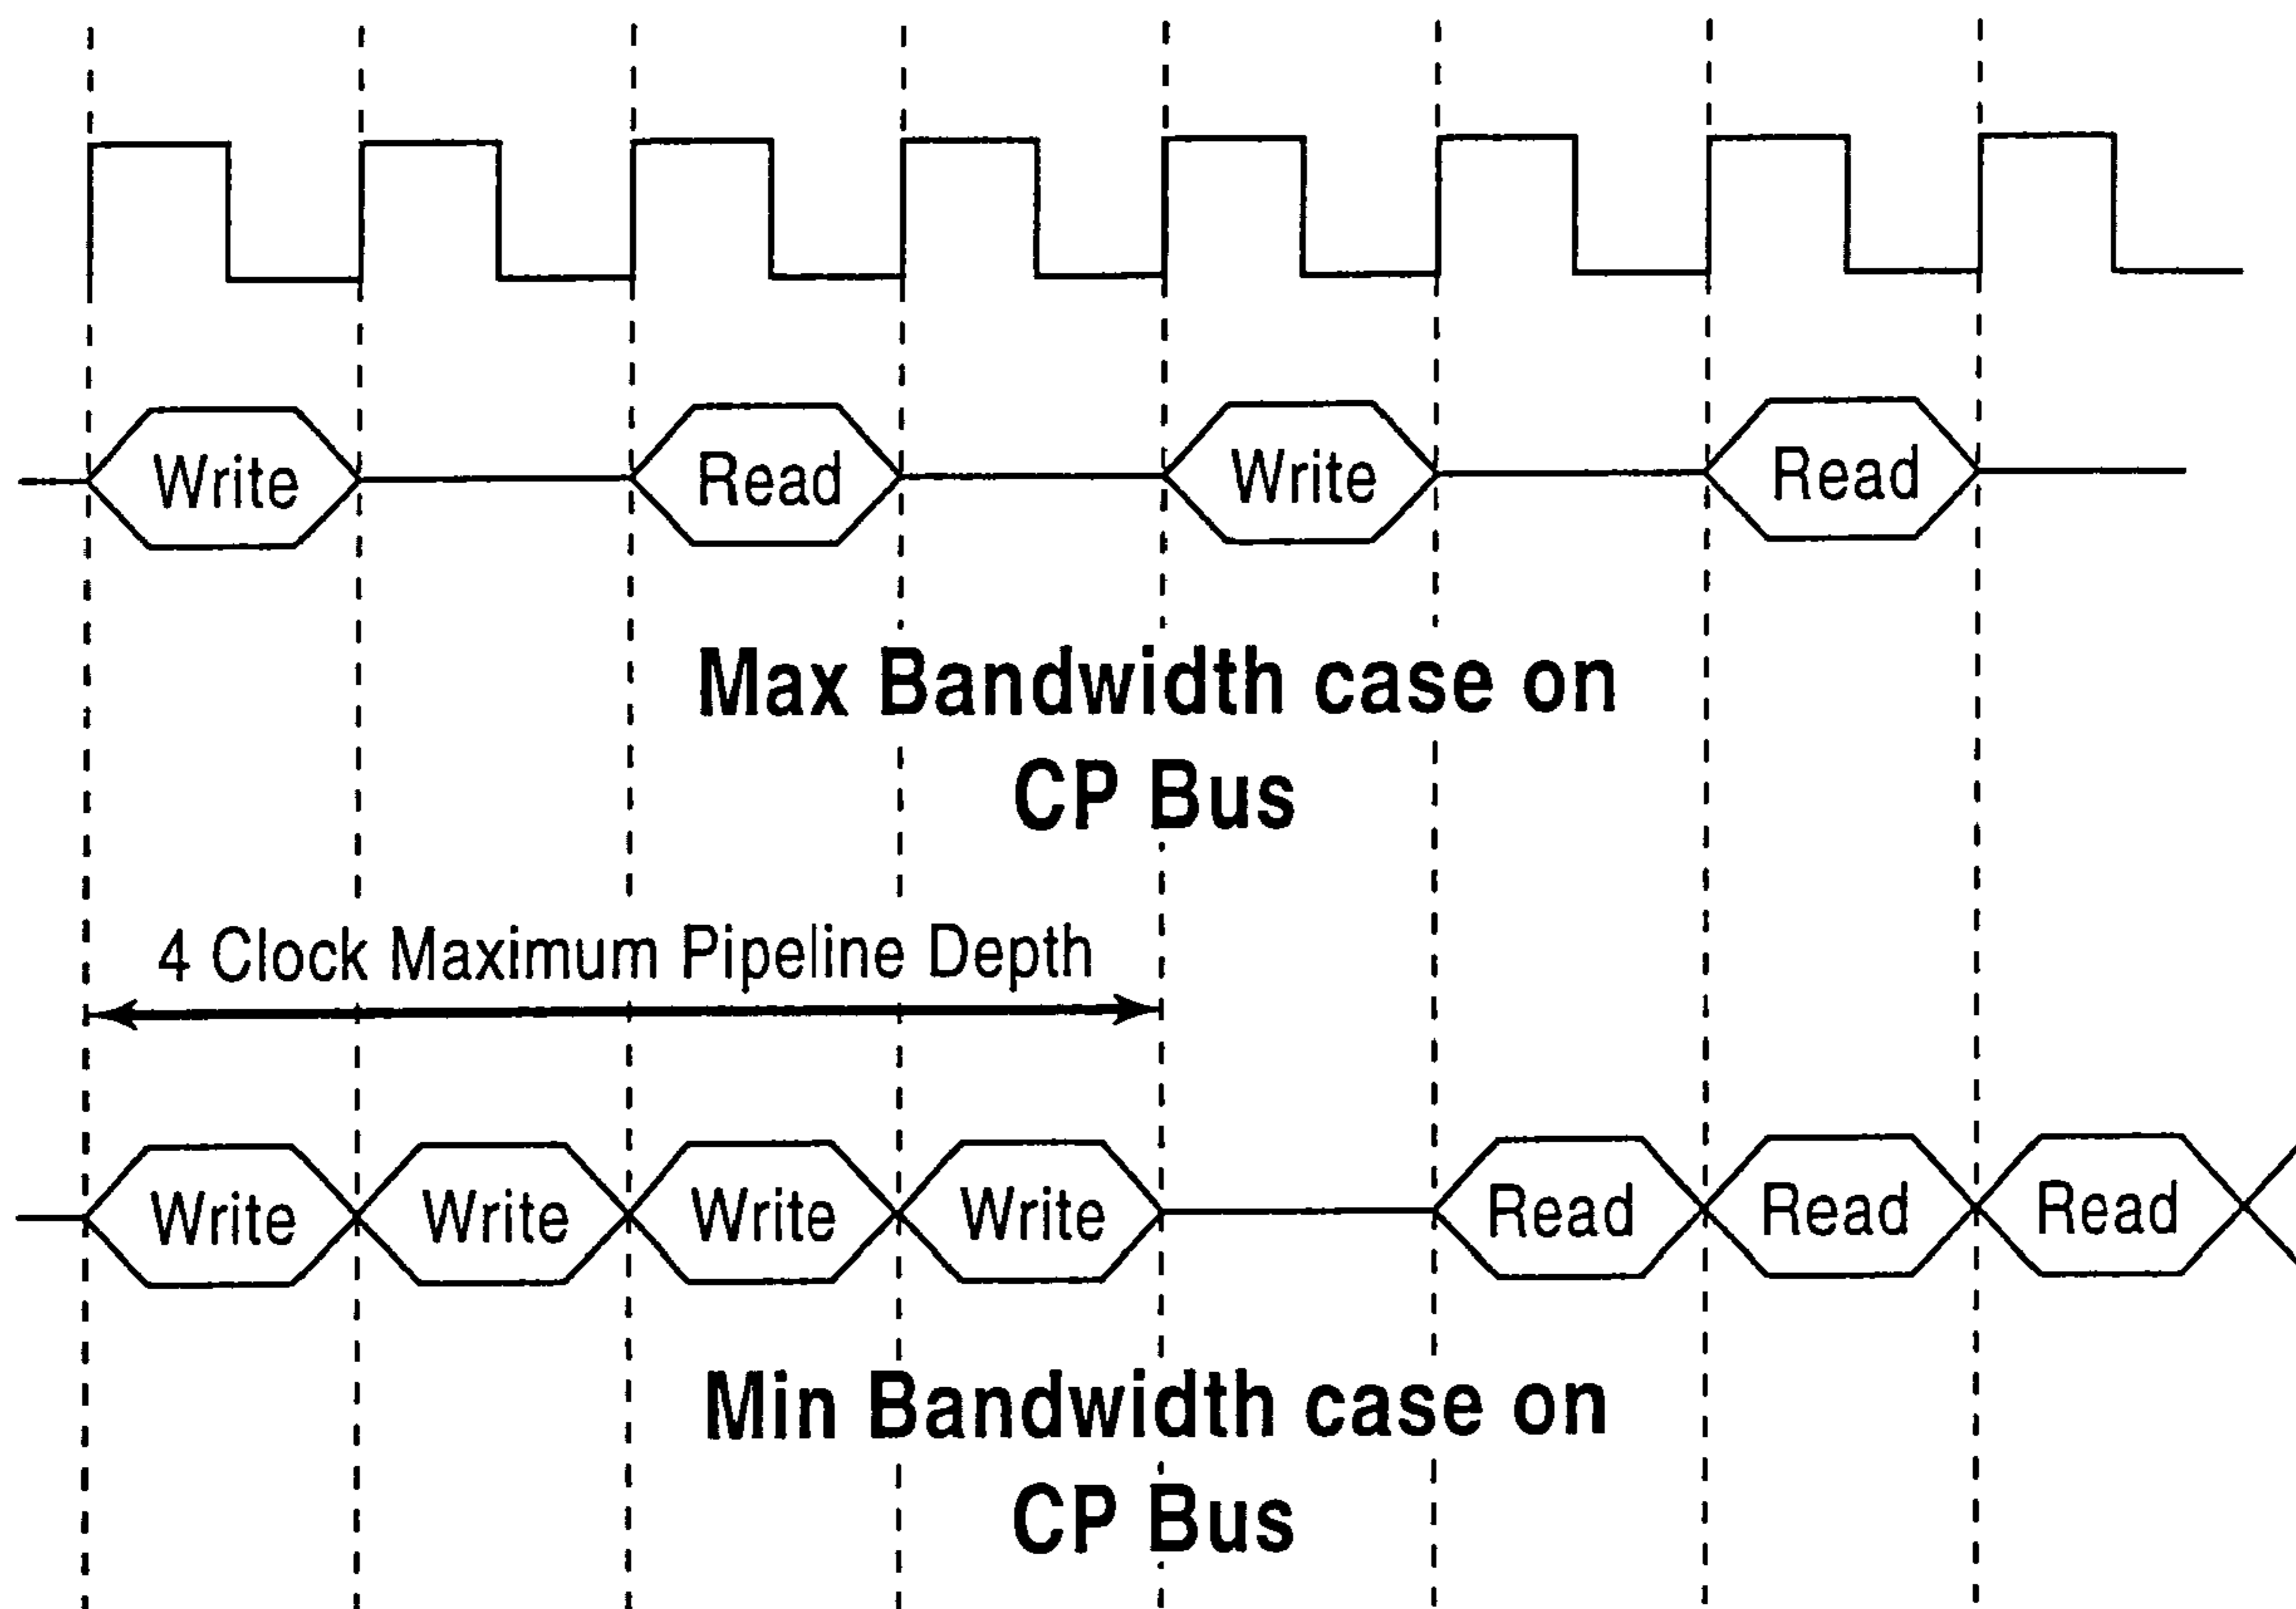 Write Read Write Read
Max Bandwidth case on
CP Bus
4 Clock Maximum Pipeline Depth
Write Write Write Write Read Read Read
Min Bandwidth case on
CP Bus